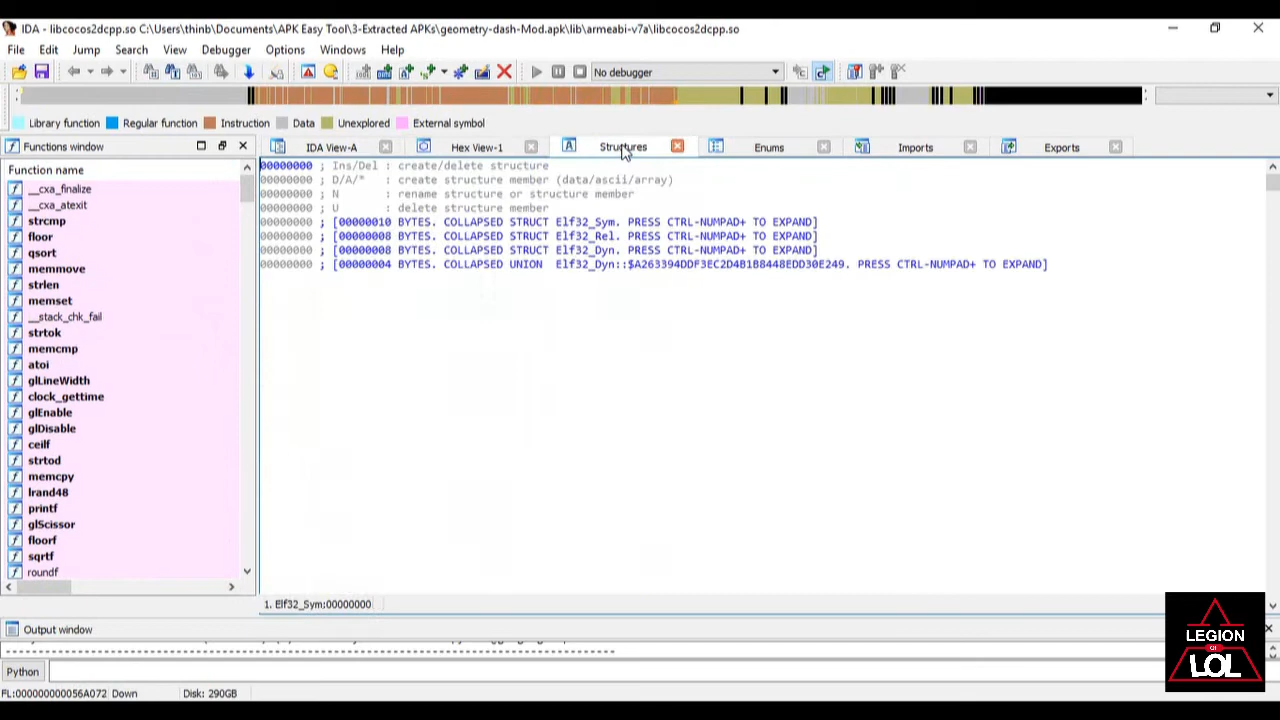 IDA - libcocos2dcpp.so C:\Users\thinb\Documents\APK Easy Tool\3-Extracted APKs\geometry-dash-Mod.apk\lib\armeabi-v7a\libcocos2dcpp.so
File Edit Jump Search View Debugger Options Windows Help
No debugger
Library function Regular function Instruction Data Unexplored External symbol
Functions window
IDA View-A Hex View-1 Structures Enums Imports Exports
Function name
__cxa_finalize
__cxa_atexit
strcmp
floor
qsort
memmove
strlen
memset
__stack_chk_fail
strtok
memcmp
atoi
glLineWidth
clock_gettime
glEnable
glDisable
ceilf
strtod
memcpy
lrand48
printf
glScissor
floorf
sqrtf
roundf
00000000 ; Ins/Del : create/delete structure
00000000 ; D/A/* : create structure member (data/ascii/array)
00000000 ; N : rename structure or structure member
00000000 ; U : delete structure member
00000000 ; [00000010 BYTES. COLLAPSED STRUCT Elf32_Sym. PRESS CTRL-NUMPAD+ TO EXPAND]
00000000 ; [00000008 BYTES. COLLAPSED STRUCT Elf32_Rel. PRESS CTRL-NUMPAD+ TO EXPAND]
00000000 ; [00000008 BYTES. COLLAPSED STRUCT Elf32_Dyn. PRESS CTRL-NUMPAD+ TO EXPAND]
00000000 ; [00000004 BYTES. COLLAPSED UNION Elf32_Dyn::$A263394DDF3EC2D4B1B8448EDD30E249. PRESS CTRL-NUMPAD+ TO EXPAND]
1. Elf32_Sym:00000000
Output window
Python
FL:000000000056A072 Down Disk: 290GB
LEGION
OF
LOL